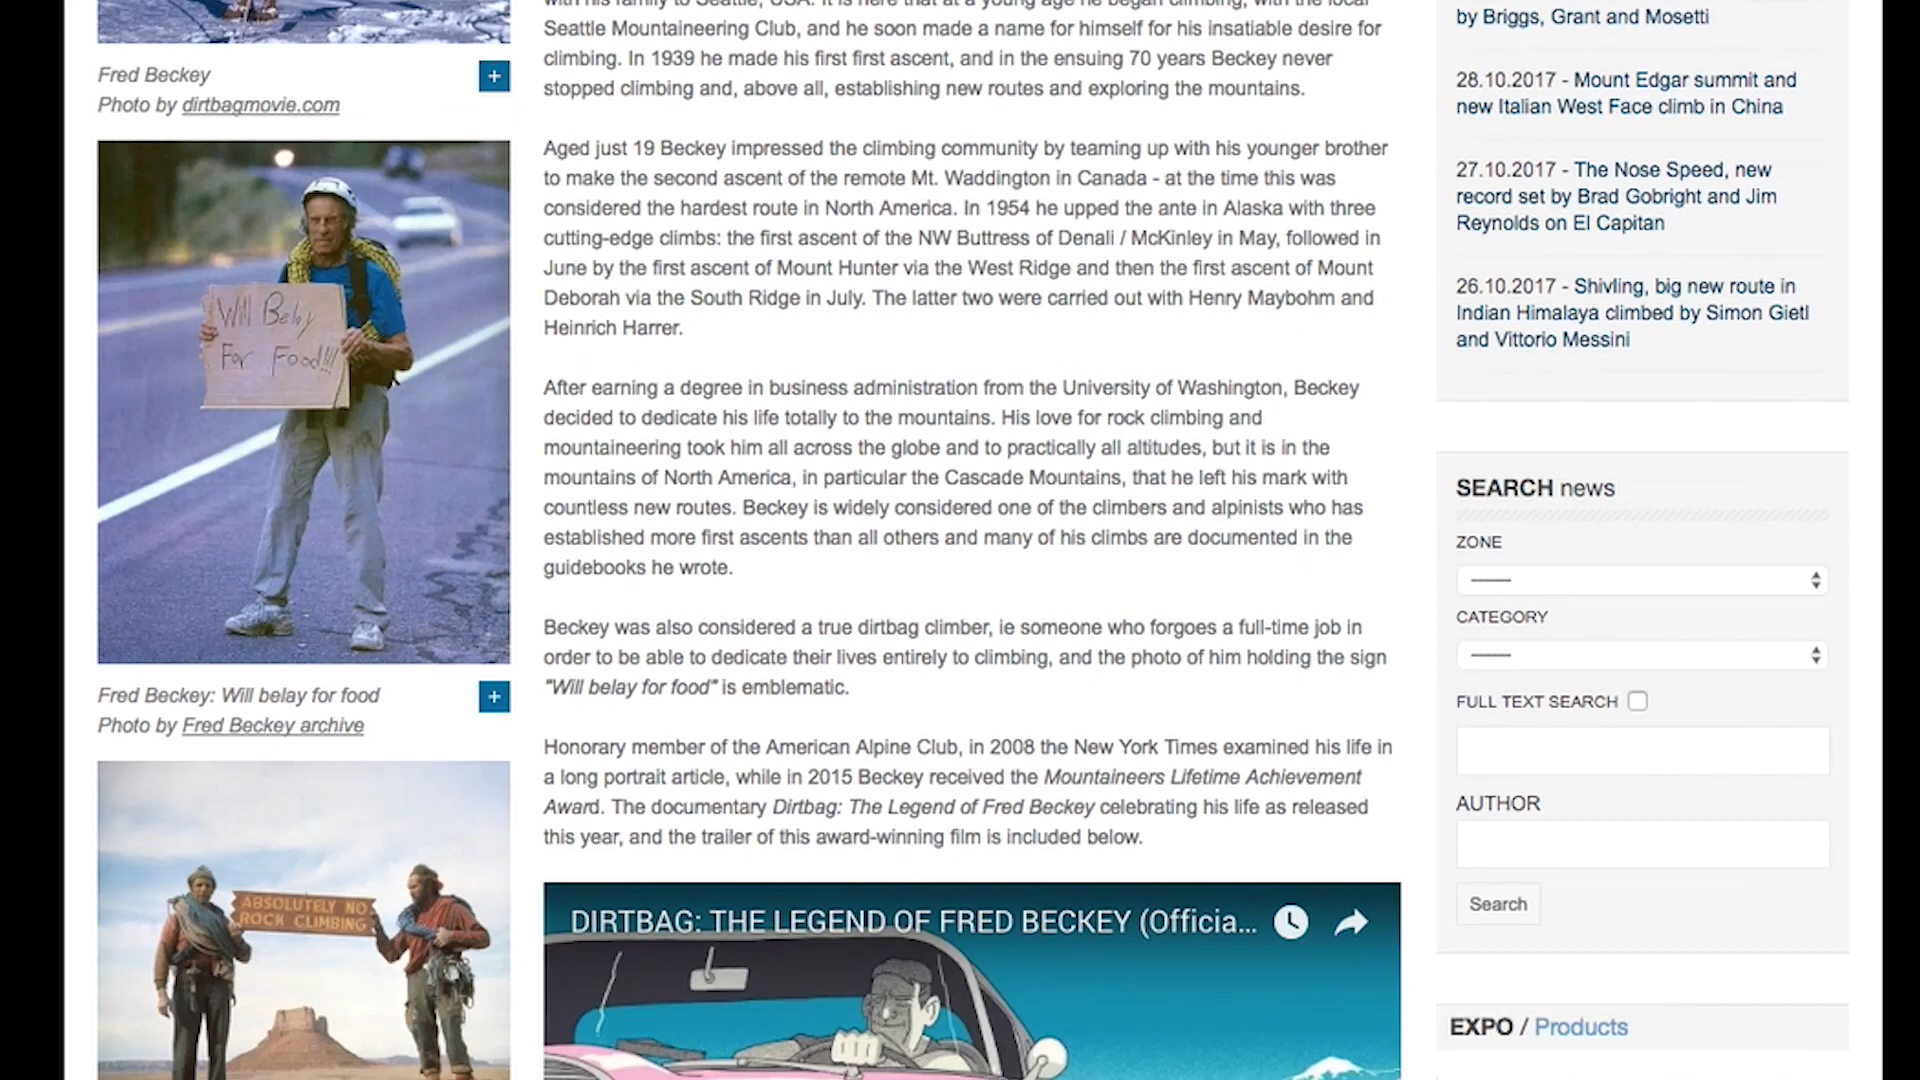 Fred Beckey
Photo by dirtbagmovie.com
Will Belay
For Food!!!
Fred Beckey: Will belay for food
Photo by Fred Beckey archive
ABSOLUTELY NO
ROCK CLIMBING
with his family to Seattle, USA. It is here that at a young age he began climbing, with the local
Seattle Mountaineering Club, and he soon made a name for himself for his insatiable desire for
climbing. In 1939 he made his first first ascent, and in the ensuing 70 years Beckey never
stopped climbing and, above all, establishing new routes and exploring the mountains.
Aged just 19 Beckey impressed the climbing community by teaming up with his younger brother
to make the second ascent of the remote Mt. Waddington in Canada - at the time this was
considered the hardest route in North America. In 1954 he upped the ante in Alaska with three
cutting-edge climbs: the first ascent of the NW Buttress of Denali / McKinley in May, followed in
June by the first ascent of Mount Hunter via the West Ridge and then the first ascent of Mount
Deborah via the South Ridge in July. The latter two were carried out with Henry Maybohm and
Heinrich Harrer.
After earning a degree in business administration from the University of Washington, Beckey
decided to dedicate his life totally to the mountains. His love for rock climbing and
mountaineering took him all across the globe and to practically all altitudes, but it is in the
mountains of North America, in particular the Cascade Mountains, that he left his mark with
countless new routes. Beckey is widely considered one of the climbers and alpinists who has
established more first ascents than all others and many of his climbs are documented in the
guidebooks he wrote.
Beckey was also considered a true dirtbag climber, ie someone who forgoes a full-time job in
order to be able to dedicate their lives entirely to climbing, and the photo of him holding the sign
"Will belay for food" is emblematic.
Honorary member of the American Alpine Club, in 2008 the New York Times examined his life in
a long portrait article, while in 2015 Beckey received the Mountaineers Lifetime Achievement
Award. The documentary Dirtbag: The Legend of Fred Beckey celebrating his life as released
this year, and the trailer of this award-winning film is included below.
DIRTBAG: THE LEGEND OF FRED BECKEY (Officia...
by Briggs, Grant and Mosetti
28.10.2017 - Mount Edgar summit and
new Italian West Face climb in China
27.10.2017 - The Nose Speed, new
record set by Brad Gobright and Jim
Reynolds on El Capitan
26.10.2017 - Shivling, big new route in
Indian Himalaya climbed by Simon Gietl
and Vittorio Messini
SEARCH news
ZONE
CATEGORY
FULL TEXT SEARCH
AUTHOR
Search
EXPO / Products